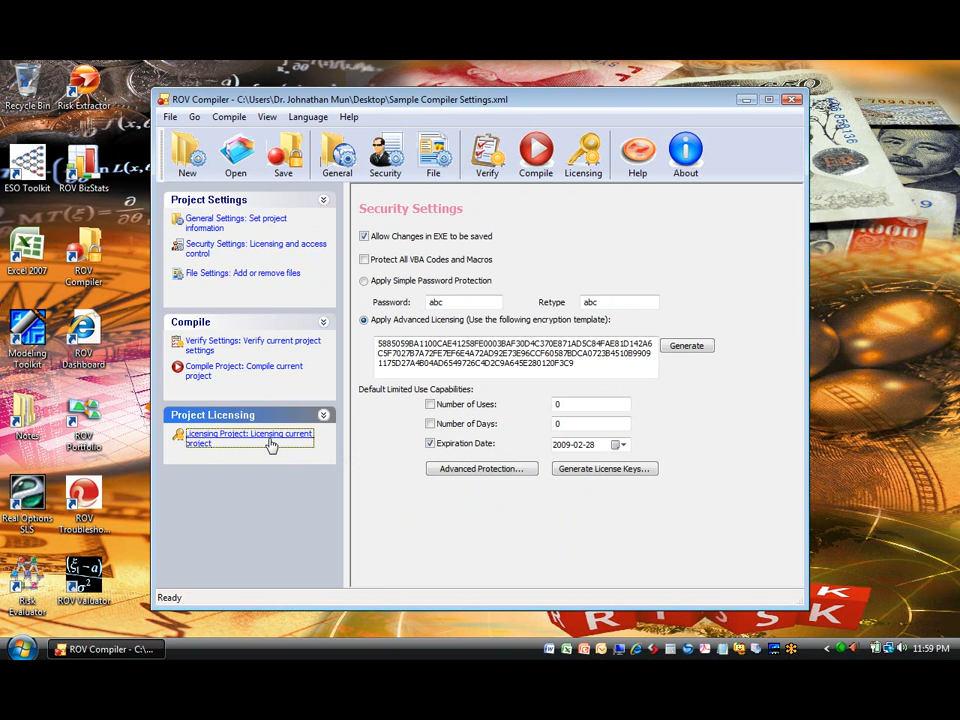 ROV Compiler - C:\Users\Dr. Johnathan Mun\Desktop\Sample Compiler Settings.xml
File Go Compile View Language Help
New Open Save General Security File Verify Compile Licensing Help About
Project Settings
General Settings: Set project
information
Security Settings: Licensing and access
control
File Settings: Add or remove files
Compile
Verify Settings: Verify current project
settings
Compile Project: Compile current
project
Project Licensing
Licensing Project: Licensing current
project
Security Settings
Allow Changes in EXE to be saved
Protect All VBA Codes and Macros
Apply Simple Password Protection
Password: abc Retype abc
Apply Advanced Licensing (Use the following encryption template):
5885059BA1100CAE41258FE0003BAF30D4C370E871AD5C84FAE81D142A6
C5F7027B7A72FE7EF6E4A72AD92E73E96CCF60587BDCA0723B4510B9909
1175D27A4B04AD6549726C4D2C9A645E280120F3C9
Generate
Default Limited Use Capabilities:
Number of Uses: 0
Number of Days: 0
Expiration Date: 2009-02-28
Advanced Protection... Generate License Keys...
Ready
Recycle Bin Risk Extractor
ESO Toolkit ROV BizStats
Excel 2007 ROV
Compiler
Modeling
Toolkit ROV
Dashboard
Notes ROV
Portfolio
Real Options
SLS ROV
Troublesho...
Risk
Evaluator ROV Valuator
RISK
ROV Compiler - C:\...
11:59 PM